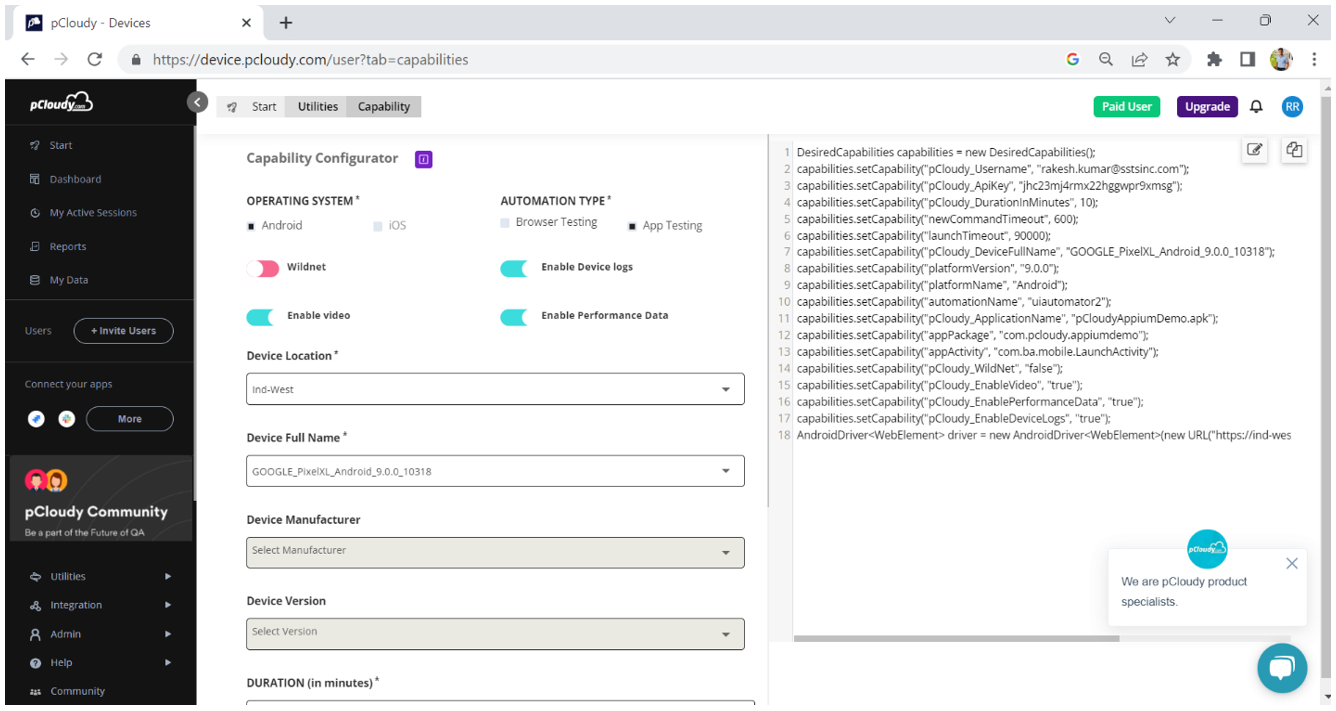 pCloudy - Devices
https://device.pcloudy.com/user?tab=capabilities
pCloudy.com
Start Utilities Capability
Paid User Upgrade RR
Start
Dashboard
My Active Sessions
Reports
My Data
Users + Invite Users
Connect your apps
More
pCloudy Community
Be a part of the Future of QA
Utilities
Integration
Admin
Help
Community
Capability Configurator
OPERATING SYSTEM * AUTOMATION TYPE *
Android iOS Browser Testing App Testing
Wildnet Enable Device logs
Enable video Enable Performance Data
Device Location *
Ind-West
Device Full Name *
GOOGLE_PixelXL_Android_9.0.0_10318
Device Manufacturer
Select Manufacturer
Device Version
Select Version
DURATION (in minutes) *
1 DesiredCapabilities capabilities = new DesiredCapabilities();
2 capabilities.setCapability("pCloudy_Username", "rakesh.kumar@sstsinc.com");
3 capabilities.setCapability("pCloudy_ApiKey", "jhc23mj4rmx22hggwpr9xmsg");
4 capabilities.setCapability("pCloudy_DurationInMinutes", 10);
5 capabilities.setCapability("newCommandTimeout", 600);
6 capabilities.setCapability("launchTimeout", 90000);
7 capabilities.setCapability("pCloudy_DeviceFullName", "GOOGLE_PixelXL_Android_9.0.0_10318");
8 capabilities.setCapability("platformVersion", "9.0.0");
9 capabilities.setCapability("platformName", "Android");
10 capabilities.setCapability("automationName", "uiautomator2");
11 capabilities.setCapability("pCloudy_ApplicationName", "pCloudyAppiumDemo.apk");
12 capabilities.setCapability("appPackage", "com.pcloudy.appiumdemo");
13 capabilities.setCapability("appActivity", "com.ba.mobile.LaunchActivity");
14 capabilities.setCapability("pCloudy_WildNet", "false");
15 capabilities.setCapability("pCloudy_EnableVideo", "true");
16 capabilities.setCapability("pCloudy_EnablePerformanceData", "true");
17 capabilities.setCapability("pCloudy_EnableDeviceLogs", "true");
18 AndroidDriver<WebElement> driver = new AndroidDriver<WebElement>(new URL("https://ind-wes
pCloudy.com
We are pCloudy product
specialists.